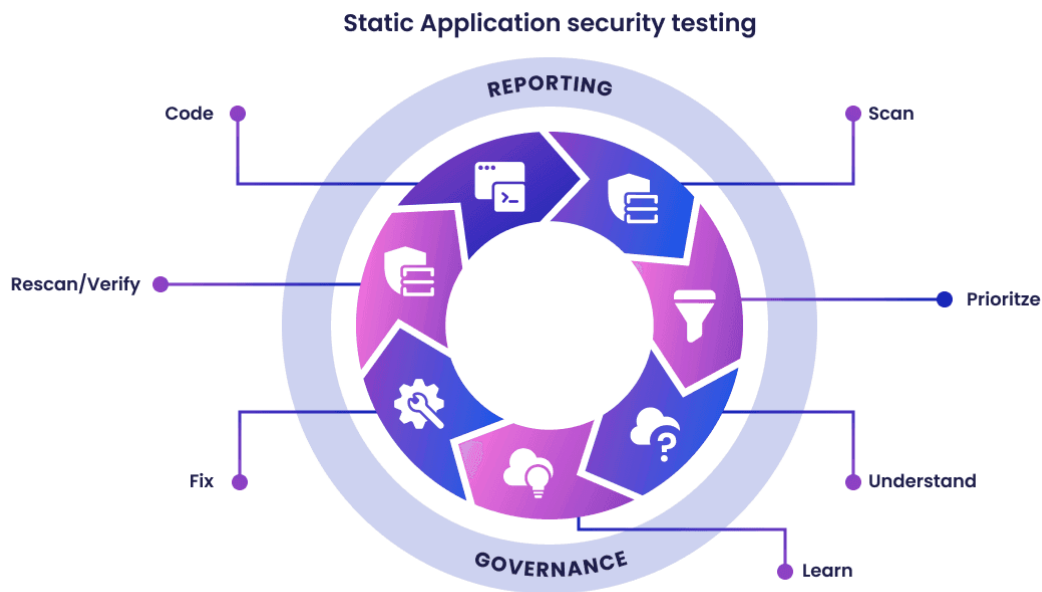 Static Application security testing
REPORTING
Code
Scan
Rescan/Verify
Prioritze
Fix
Understand
GOVERNANCE
Learn